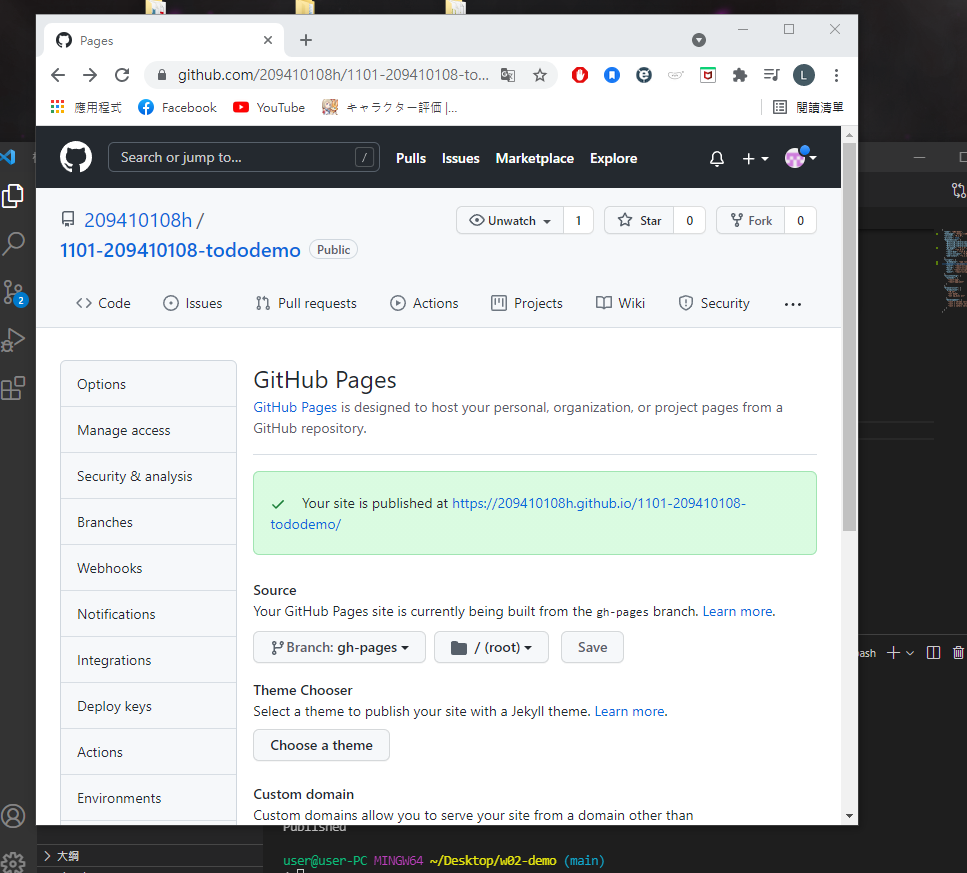 Pages
github.com/209410108h/1101-209410108-to...
L
應用程式
Facebook
YouTube
キャラクター評価 |...
閱讀清單
Search or jump to...
/
Pulls
Issues
Marketplace
Explore
209410108h /
1101-209410108-tododemo
Public
Unwatch
1
Star
0
Fork
0
Code
Issues
Pull requests
Actions
Projects
Wiki
Security
Options
Manage access
Security & analysis
Branches
Webhooks
Notifications
Integrations
Deploy keys
Actions
Environments
GitHub Pages
GitHub Pages is designed to host your personal, organization, or project pages from a
GitHub repository.
Your site is published at https://209410108h.github.io/1101-209410108-
tododemo/
Source
Your GitHub Pages site is currently being built from the gh-pages branch. Learn more.
Branch: gh-pages
/ (root)
Save
Theme Chooser
Select a theme to publish your site with a Jekyll theme. Learn more.
Choose a theme
Custom domain
Custom domains allow you to serve your site from a domain other than
2
ash
Published
大綱
user@user-PC MINGW64 ~/Desktop/w02-demo (main)